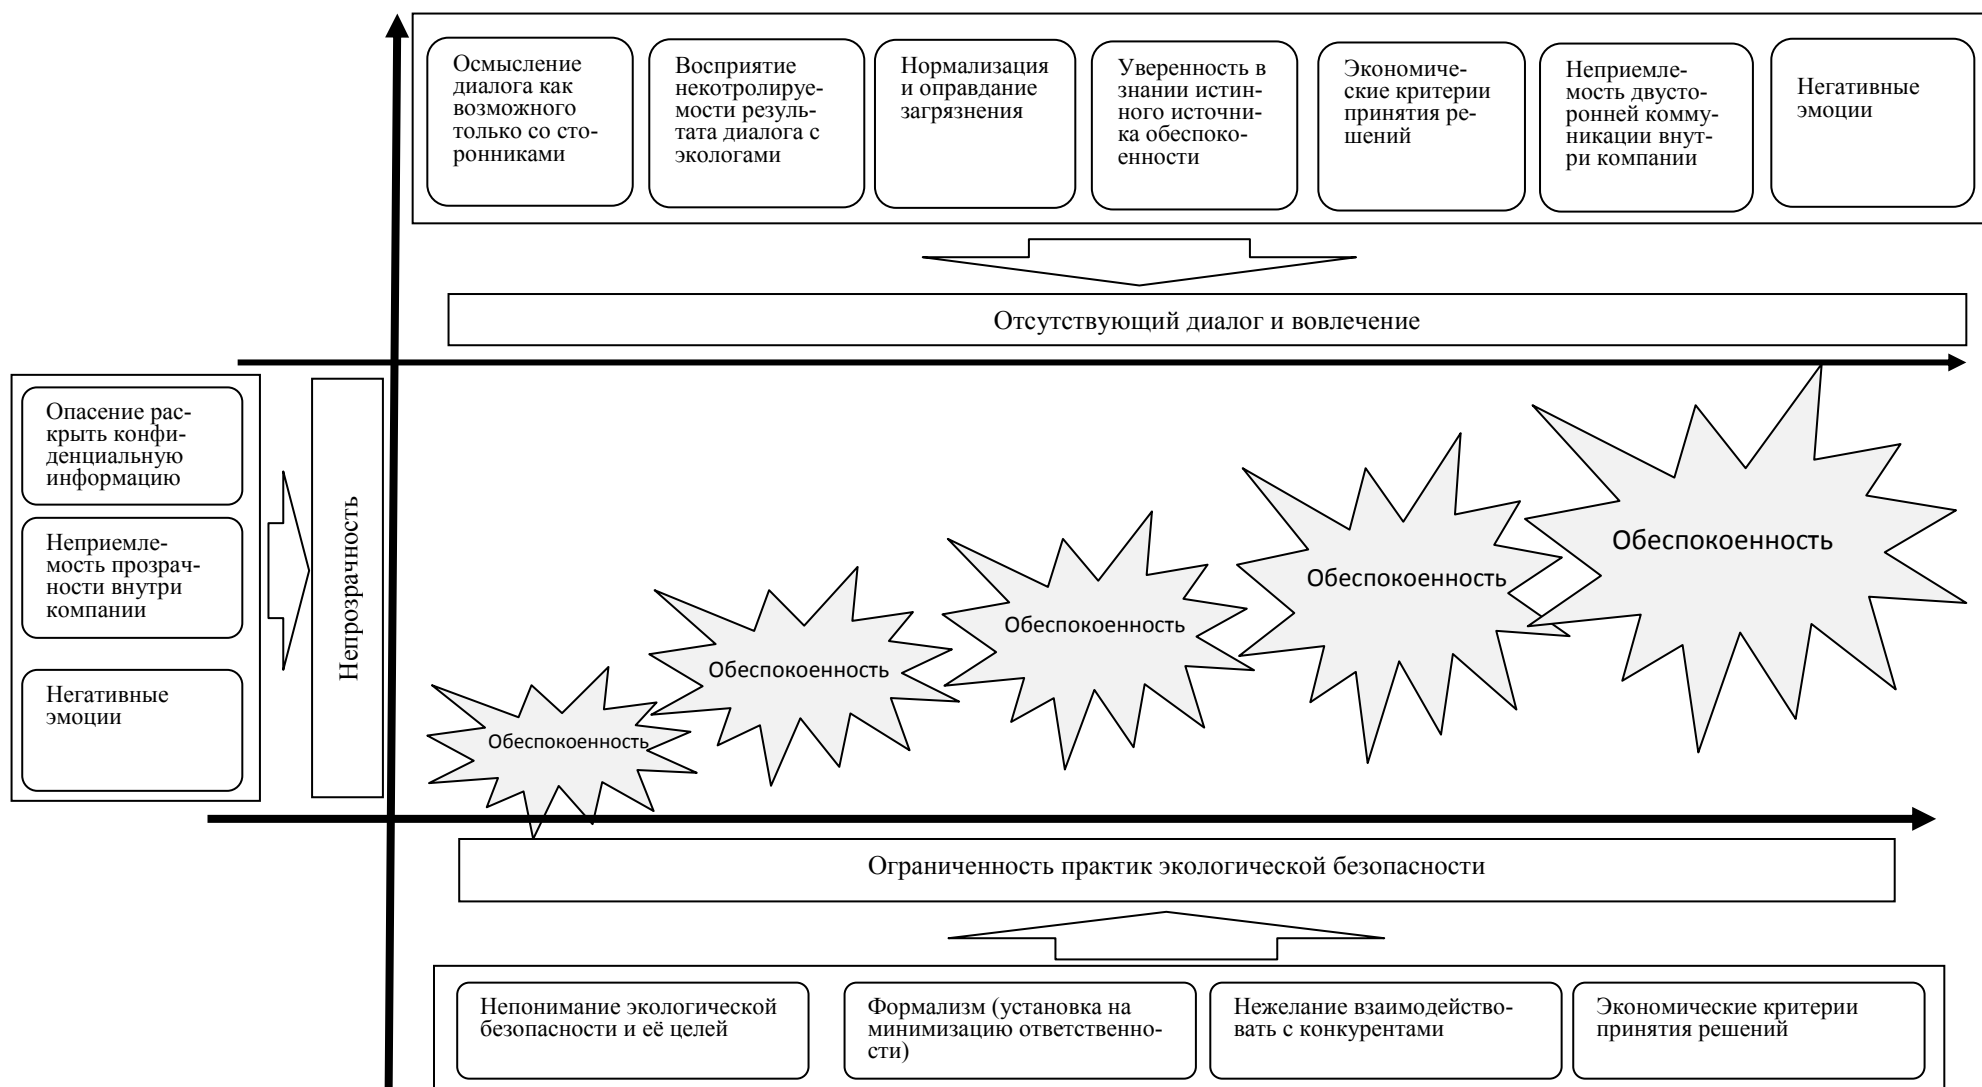 Осмысление
диалога как
возможного
только со сто-
ронниками
Восприятие
некотролируе-
мости резуль-
тата диалога с
экологами
Нормализация
и оправдание
загрязнения
Уверенность в
знании истин-
ного источни-
ка обеспоко-
енности
Экономиче-
ские критерии
принятия ре-
шений
Неприемле-
мость двусто-
ронней комму-
никации внут-
ри компании
Негативные
эмоции
Отсутствующий диалог и вовлечение
Опасение рас-
крыть конфи-
денциальную
информацию
Неприемле-
мость прозрач-
ности внутри
компании
Негативные
эмоции
Непрозрачность
Обеспокоенность
Обеспокоенность
Обеспокоенность
Обеспокоенность
Обеспокоенность
Ограниченность практик экологической безопасности
Непонимание экологической
безопасности и её целей
Формализм (установка на
минимизацию ответственно-
сти)
Нежелание взаимодейство-
вать с конкурентами
Экономические критерии
принятия решений